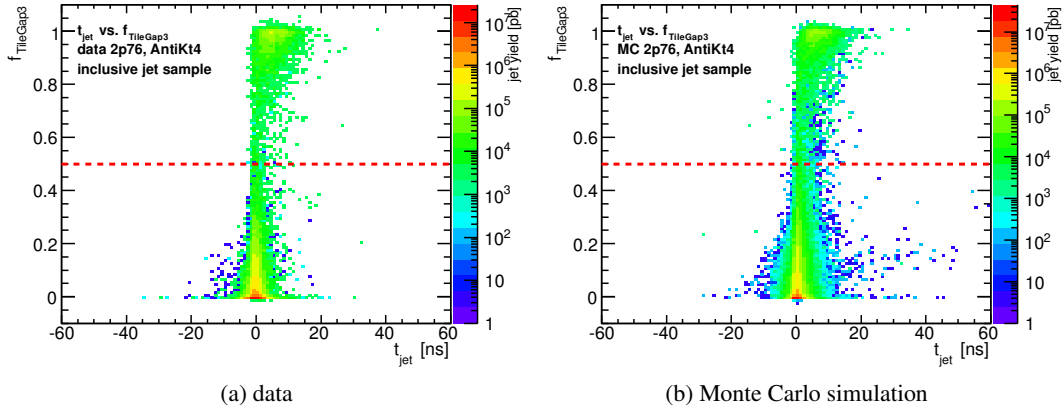 t_jet vs. f_TileGap3
data 2p76, AntiKt4
inclusive jet sample
f_TileGap3
1
0.8
0.6
0.4
0.2
0
-60 -40 -20 0 20 40 60
t_jet [ns]
jet yield [pb]
10^7
10^6
10^5
10^4
10^3
10^2
10
1
(a) data
t_jet vs. f_TileGap3
MC 2p76, AntiKt4
inclusive jet sample
f_TileGap3
1
0.8
0.6
0.4
0.2
0
-60 -40 -20 0 20 40 60
t_jet [ns]
jet yield [pb]
10^7
10^6
10^5
10^4
10^3
10^2
10
1
(b) Monte Carlo simulation